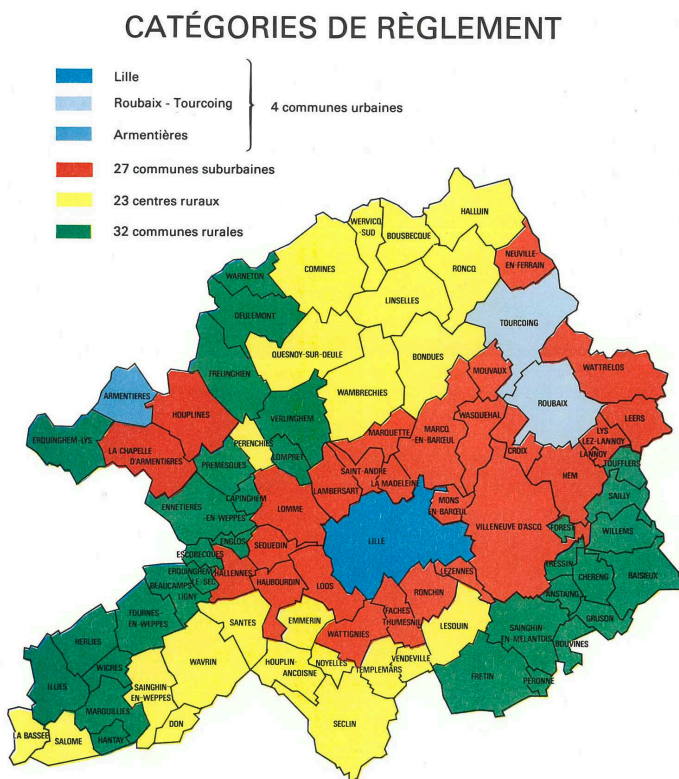 CATÉGORIES DE RÈGLEMENT
Lille
Roubaix - Tourcoing
4 communes urbaines
Armentières
27 communes suburbaines
23 centres ruraux
32 communes rurales
HALLUIN
WERVICQ
-SUD
BOUSBECQUE
NEUVILLE-
EN-FERRAIN
COMINES
RONCQ
WARNETON
LINSELLES
DEULEMONT
TOURCOING
QUESNOY-SUR-DEULE
BONDUES
FRELINGHIEN
MOUVAUX
WATTRELOS
WAMBRECHIES
ARMENTIERES
HOUPLINES
ROUBAIX
VERLINGHEM
WASQUEHAL
LEERS
MARQUETTE
MARCQ
EN-BARŒUL
LYS
LEZ-LANNOY
ERQUINGHEM-LYS
PERENCHIES
LA CHAPELLE
D'ARMENTIERES
LOMPRET
CROIX
LANNOY
TOUFFLERS
PREMESQUES
SAINT-ANDRE
LA MADELEINE
HEM
LAMBERSART
SAILLY
CAPINGHEM
MONS
EN-BARŒUL
ENNETIERES
-EN-WEPPES
LOMME
VILLENEUVE D'ASCQ
FOREST
WILLEMS
ENGLOS
SEQUEDIN
LILLE
ESCOBECQUES
ERQUINGHEM
LE-SEC
HALLENNES
LEZENNES
TRESSIN
CHERENG
BAISIEUX
BEAUCAMPS
LIGNY
HAUBOURDIN
LOOS
RONCHIN
ANSTAING
FOURNES-
EN-WEPPES
FACHES
THUMESNIL
GRUSON
SANTES
EMMERIN
LESQUIN
SAINGHIN-
EN-MELANTOIS
HERLIES
WATTIGNIES
BOUVINES
WICRES
WAVRIN
HOUPLIN-
ANCOISNE
NOYELLES
VENDEVILLE
TEMPLEMARS
ILLIES
SAINGHIN
-EN-WEPPES
FRETIN
PERONNE
MARQUILLIES
DON
SECLIN
LA BASSEE
SALOME
HANTAY